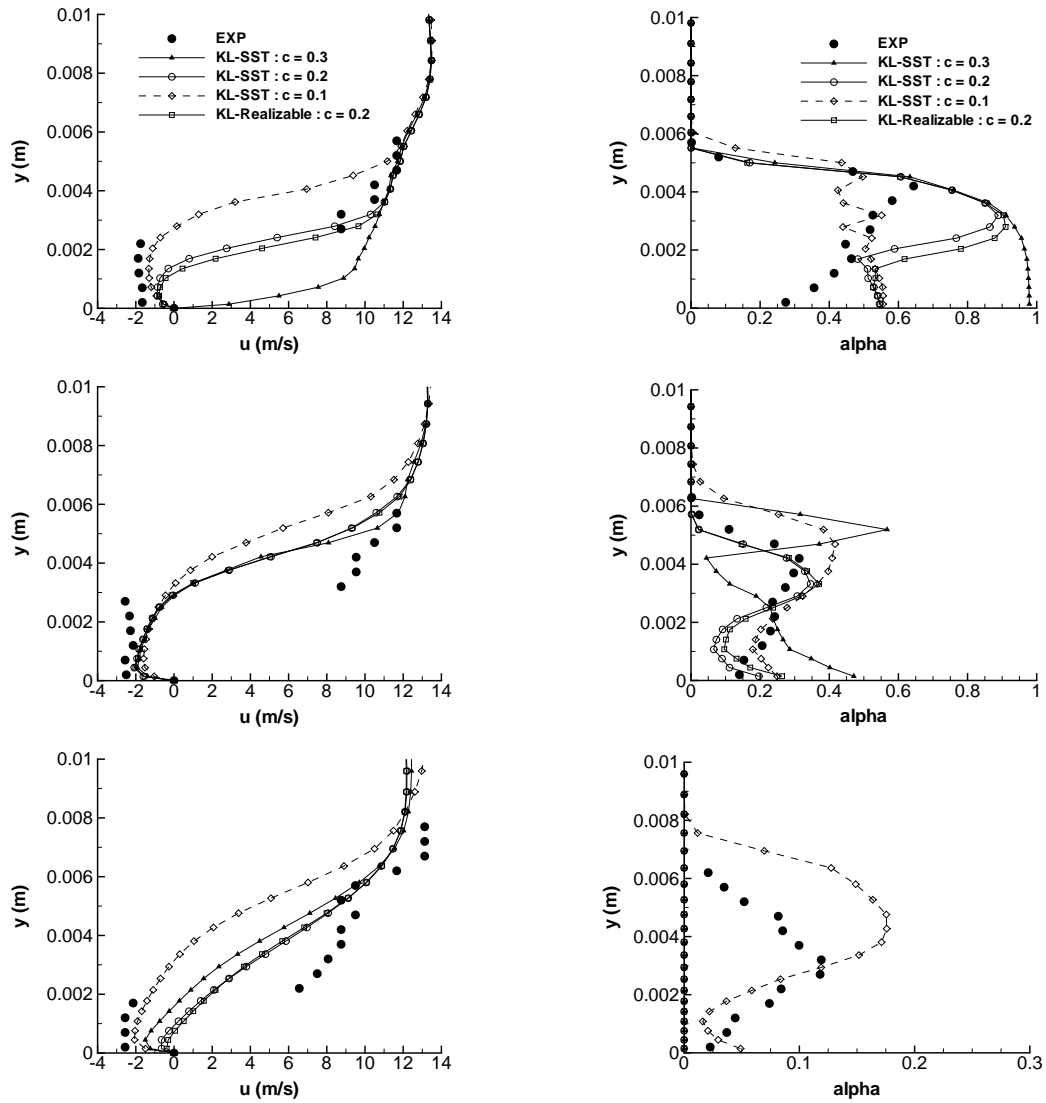 0.01
0.008
0.006
0.004
0.002
0
y (m)
-4 -2 0 2 4 6 8 10 12 14
u (m/s)
EXP
KL-SST : c = 0.3
KL-SST : c = 0.2
KL-SST : c = 0.1
KL-Realizable : c = 0.2
0.01
0.008
0.006
0.004
0.002
0
y (m)
0 0.2 0.4 0.6 0.8 1
alpha
EXP
KL-SST : c = 0.3
KL-SST : c = 0.2
KL-SST : c = 0.1
KL-Realizable : c = 0.2
0.01
0.008
0.006
0.004
0.002
0
y (m)
-4 -2 0 2 4 6 8 10 12 14
u (m/s)
0.01
0.008
0.006
0.004
0.002
0
y (m)
0 0.2 0.4 0.6 0.8 1
alpha
0.01
0.008
0.006
0.004
0.002
0
y (m)
-4 -2 0 2 4 6 8 10 12 14
u (m/s)
0.01
0.008
0.006
0.004
0.002
0
y (m)
0 0.1 0.2 0.3
alpha